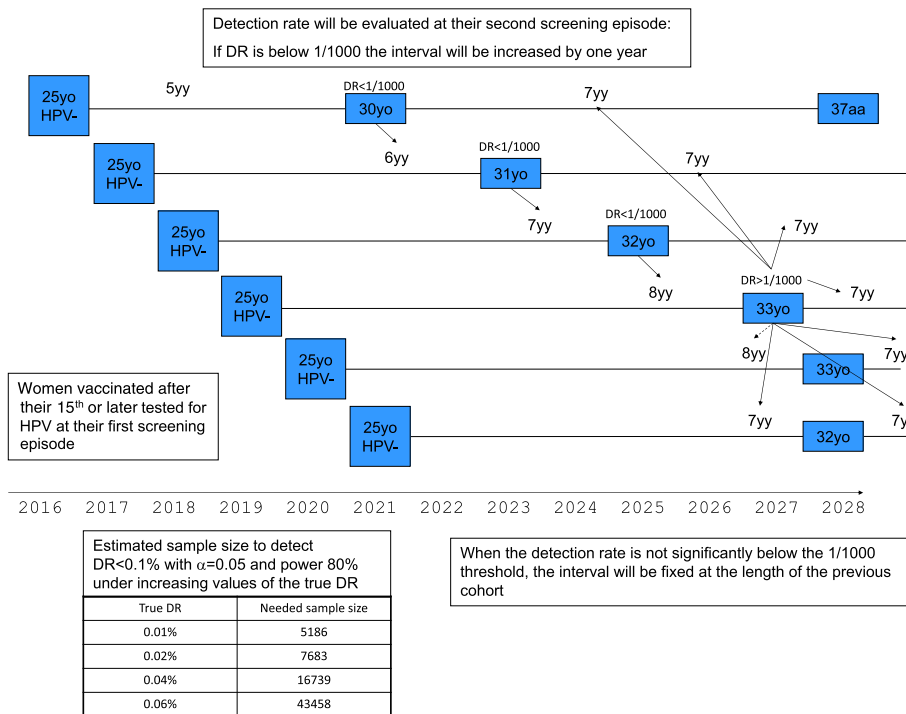 Detection rate will be evaluated at their second screening episode:
If DR is below 1/1000 the interval will be increased by one year
25yo
HPV-
5yy
DR<1/1000
30yo
7yy
37aa
25yo
HPV-
6yy
DR<1/1000
31yo
7yy
7yy
25yo
HPV-
DR<1/1000
32yo
8yy
7yy
25yo
HPV-
DR>1/1000
33yo
7yy
25yo
HPV-
8yy
33yo
7yy
Women vaccinated after
their 15th or later tested for
HPV at their first screening
episode
25yo
HPV-
7yy
32yo
7y
2016 2017 2018 2019 2020 2021 2022 2023 2024 2025 2026 2027 2028
Estimated sample size to detect
DR<0.1% with α=0.05 and power 80%
under increasing values of the true DR
True DR Needed sample size
0.01% 5186
0.02% 7683
0.04% 16739
0.06% 43458
When the detection rate is not significantly below the 1/1000
threshold, the interval will be fixed at the length of the previous
cohort